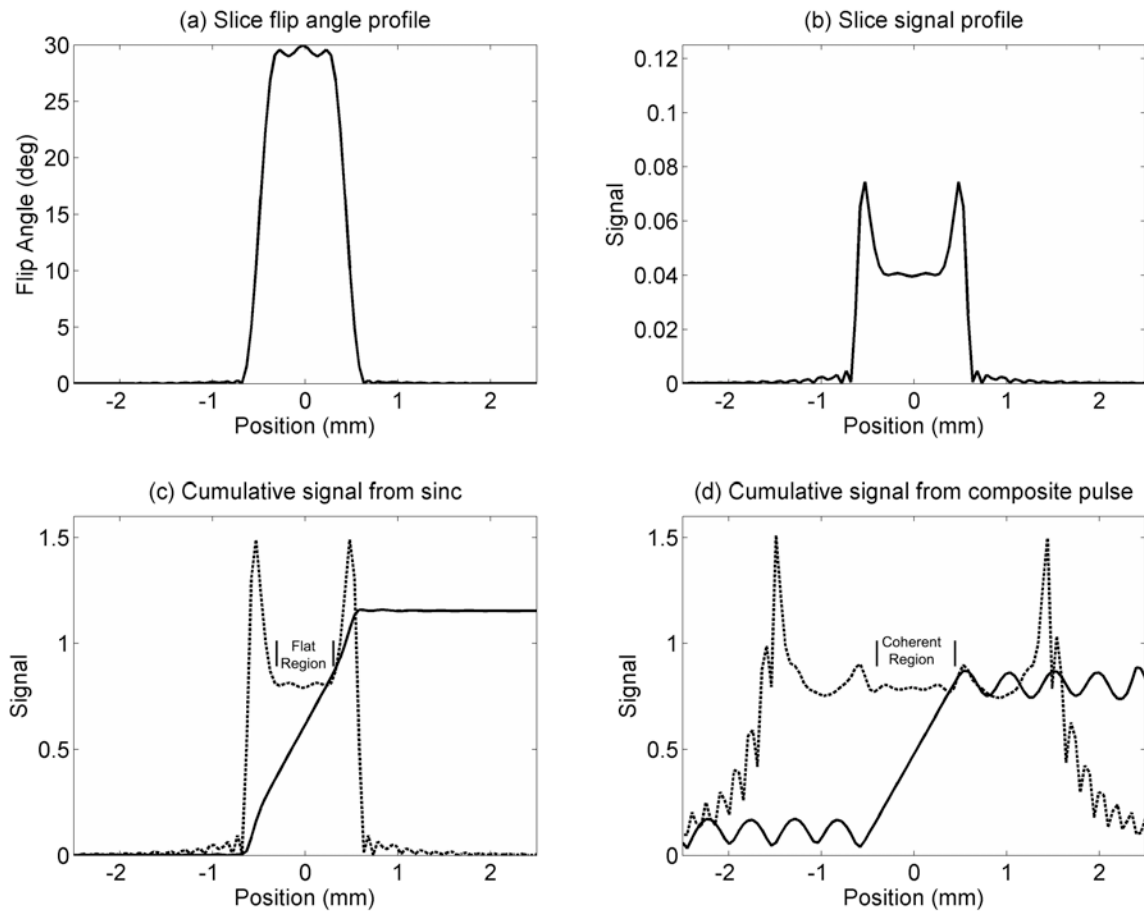 (a) Slice flip angle profile
30
25
20
15
10
5
0
Flip Angle (deg)
-2 -1 0 1 2
Position (mm)
(b) Slice signal profile
0.12
0.1
0.08
0.06
0.04
0.02
0
Signal
-2 -1 0 1 2
Position (mm)
(c) Cumulative signal from sinc
1.5
1
0.5
0
Signal
Flat
Region
-2 -1 0 1 2
Position (mm)
(d) Cumulative signal from composite pulse
1.5
1
0.5
0
Signal
Coherent
Region
-2 -1 0 1 2
Position (mm)